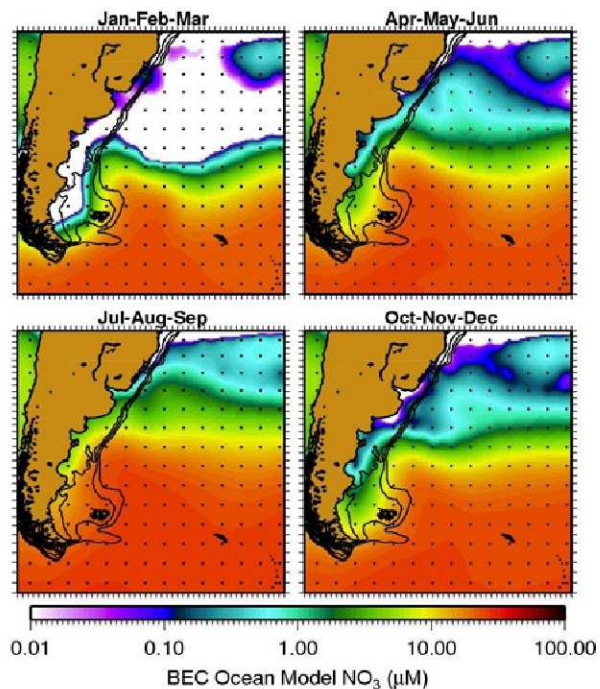 Jan-Feb-Mar
Apr-May-Jun
Jul-Aug-Sep
Oct-Nov-Dec
0.01
0.10
1.00
10.00
100.00
BEC Ocean Model NO3 (μM)